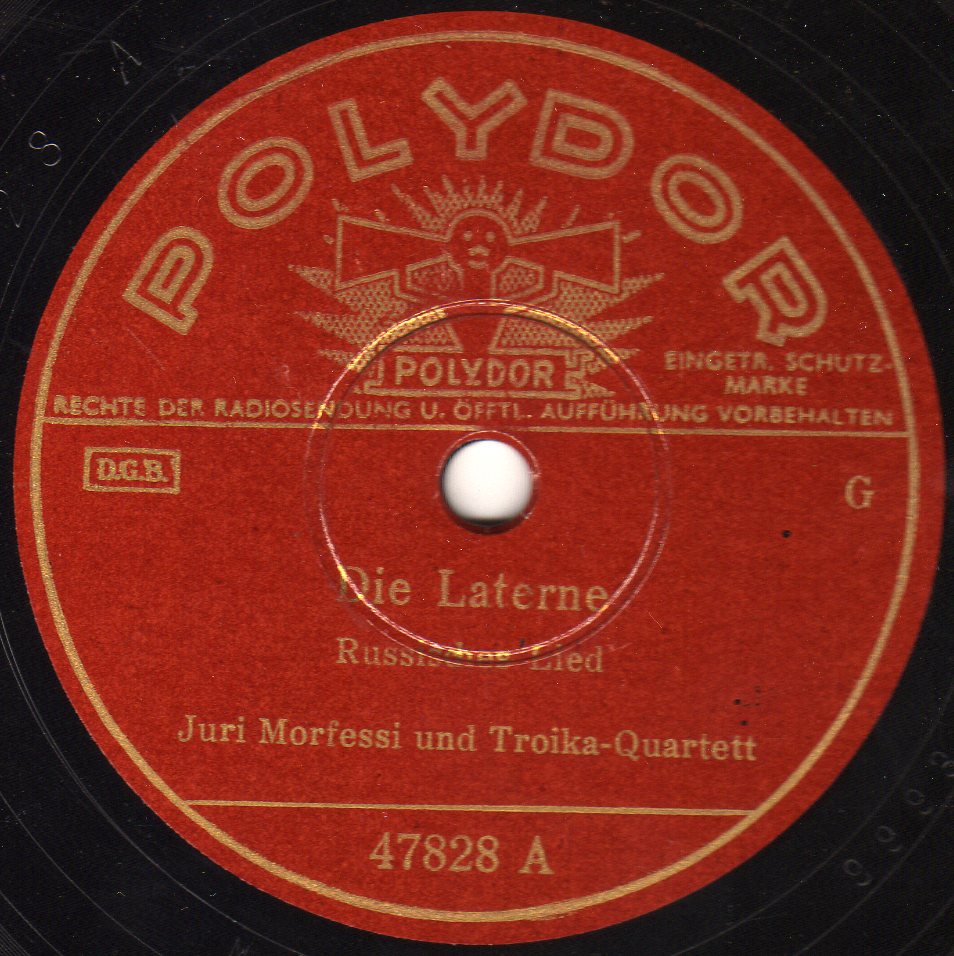 POLYDOR
POLYDOR
EINGETR. SCHUTZ-
MARKE
RECHTE DER RADIOSENDUNG U. ÖFFTL. AUFFÜHRUNG VORBEHALTEN
D.G.B.
G
Die Laterne
Russisches Lied
Juri Morfessi und Troika-Quartett
47828 A